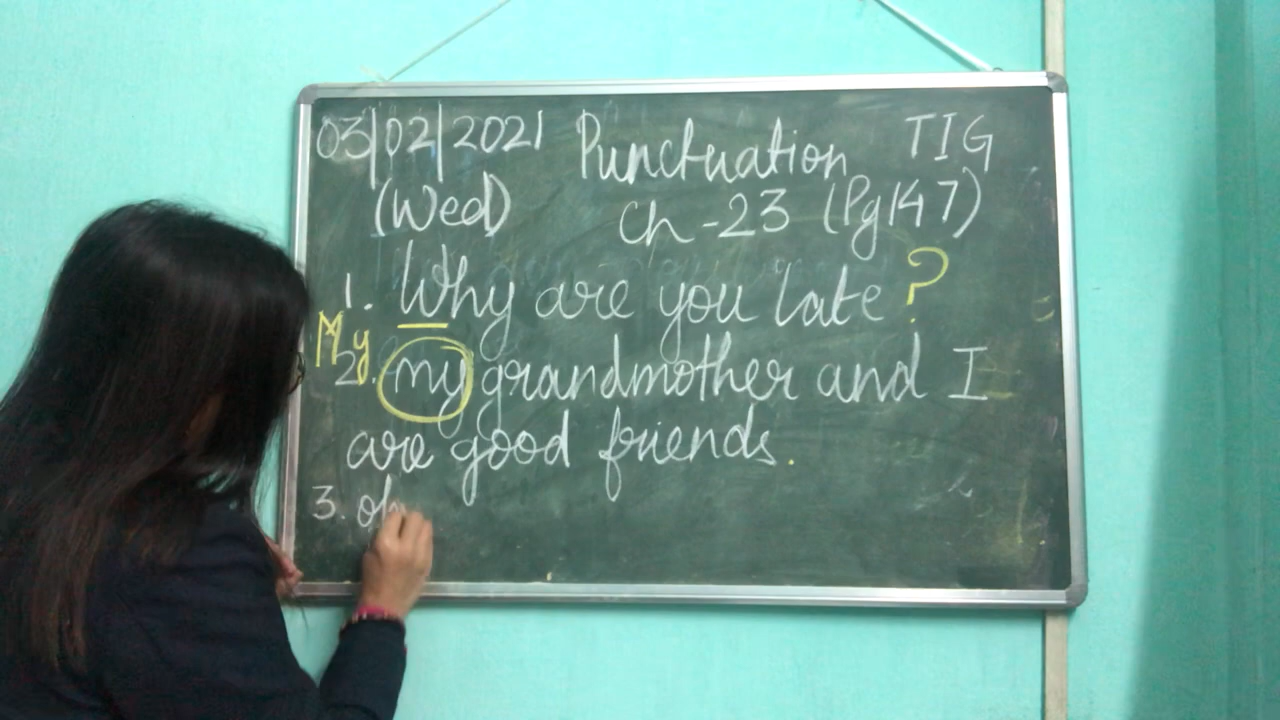 03/02/2021 Punctuation TIG
(Wed) Ch-23 (Pg147)
1. Why are you late ?
My
2. my grandmother and I
are good friends.
3. oh